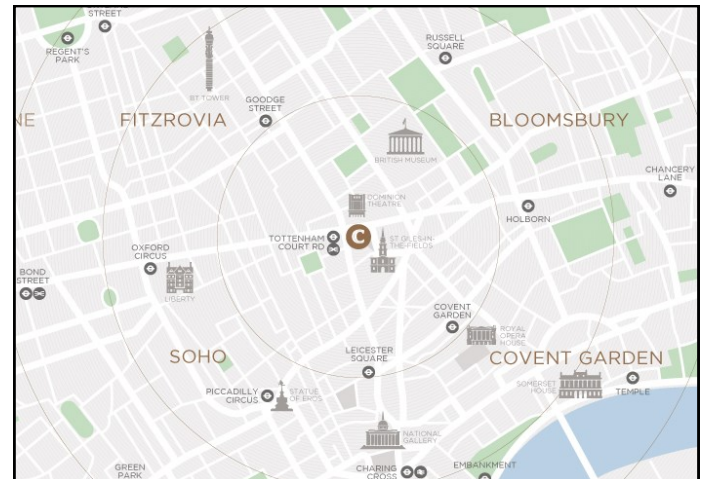 STREET
REGENT'S
PARK
RUSSELL
SQUARE
BT TOWER
GOODGE
STREET
NE
FITZROVIA
BLOOMSBURY
BRITISH MUSEUM
CHANCERY
LANE
DOMINION
THEATRE
HOLBORN
TOTTENHAM
COURT RD
C
ST GILES-IN-
THE-FIELDS
OXFORD
CIRCUS
BOND
STREET
LIBERTY
COVENT
GARDEN
ROYAL
OPERA
HOUSE
LEICESTER
SQUARE
SOHO
COVENT GARDEN
PICCADILLY
CIRCUS
STATUE
OF EROS
SOMERSET
HOUSE
TEMPLE
NATIONAL
GALLERY
GREEN
PARK
CHARING
CROSS
EMBANKMENT